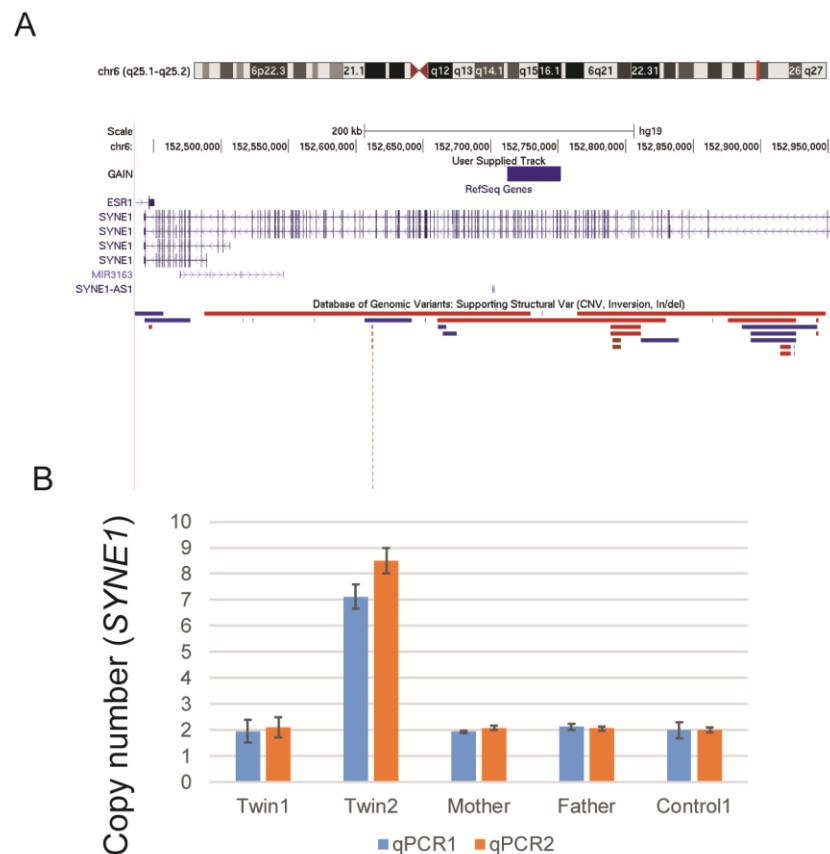 A
chr6 (q25.1-q25.2) 6p22.3 21.1 q12 q13 q14.1 q15 16.1 6q21 22.31 26 q27
Scale 200 kb hg19
chr6: 152,500,000 152,550,000 152,600,000 152,650,000 152,700,000 152,750,000 152,800,000 152,850,000 152,900,000 152,950,000
User Supplied Track
GAIN
RefSeq Genes
ESR1
SYNE1
SYNE1
SYNE1
SYNE1
MIR3163
SYNE1-AS1
Database of Genomic Variants: Supporting Structural Var (CNV, Inversion, In/del)
B
Copy number (SYNE1)
10
9
8
7
6
5
4
3
2
1
0
Twin1 Twin2 Mother Father Control1
qPCR1 qPCR2